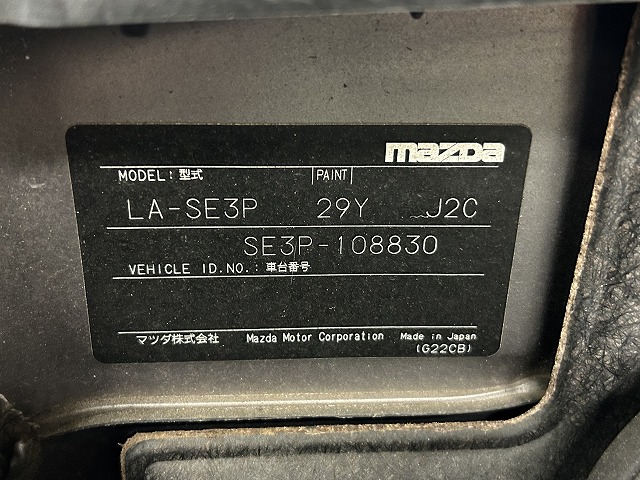 mazda
MODEL: 型式 PAINT
LA-SE3P 29Y J2C
SE3P-108830
VEHICLE ID.NO.: 車台番号
マツダ株式会社 Mazda Motor Corporation Made in Japan
(G22CB)